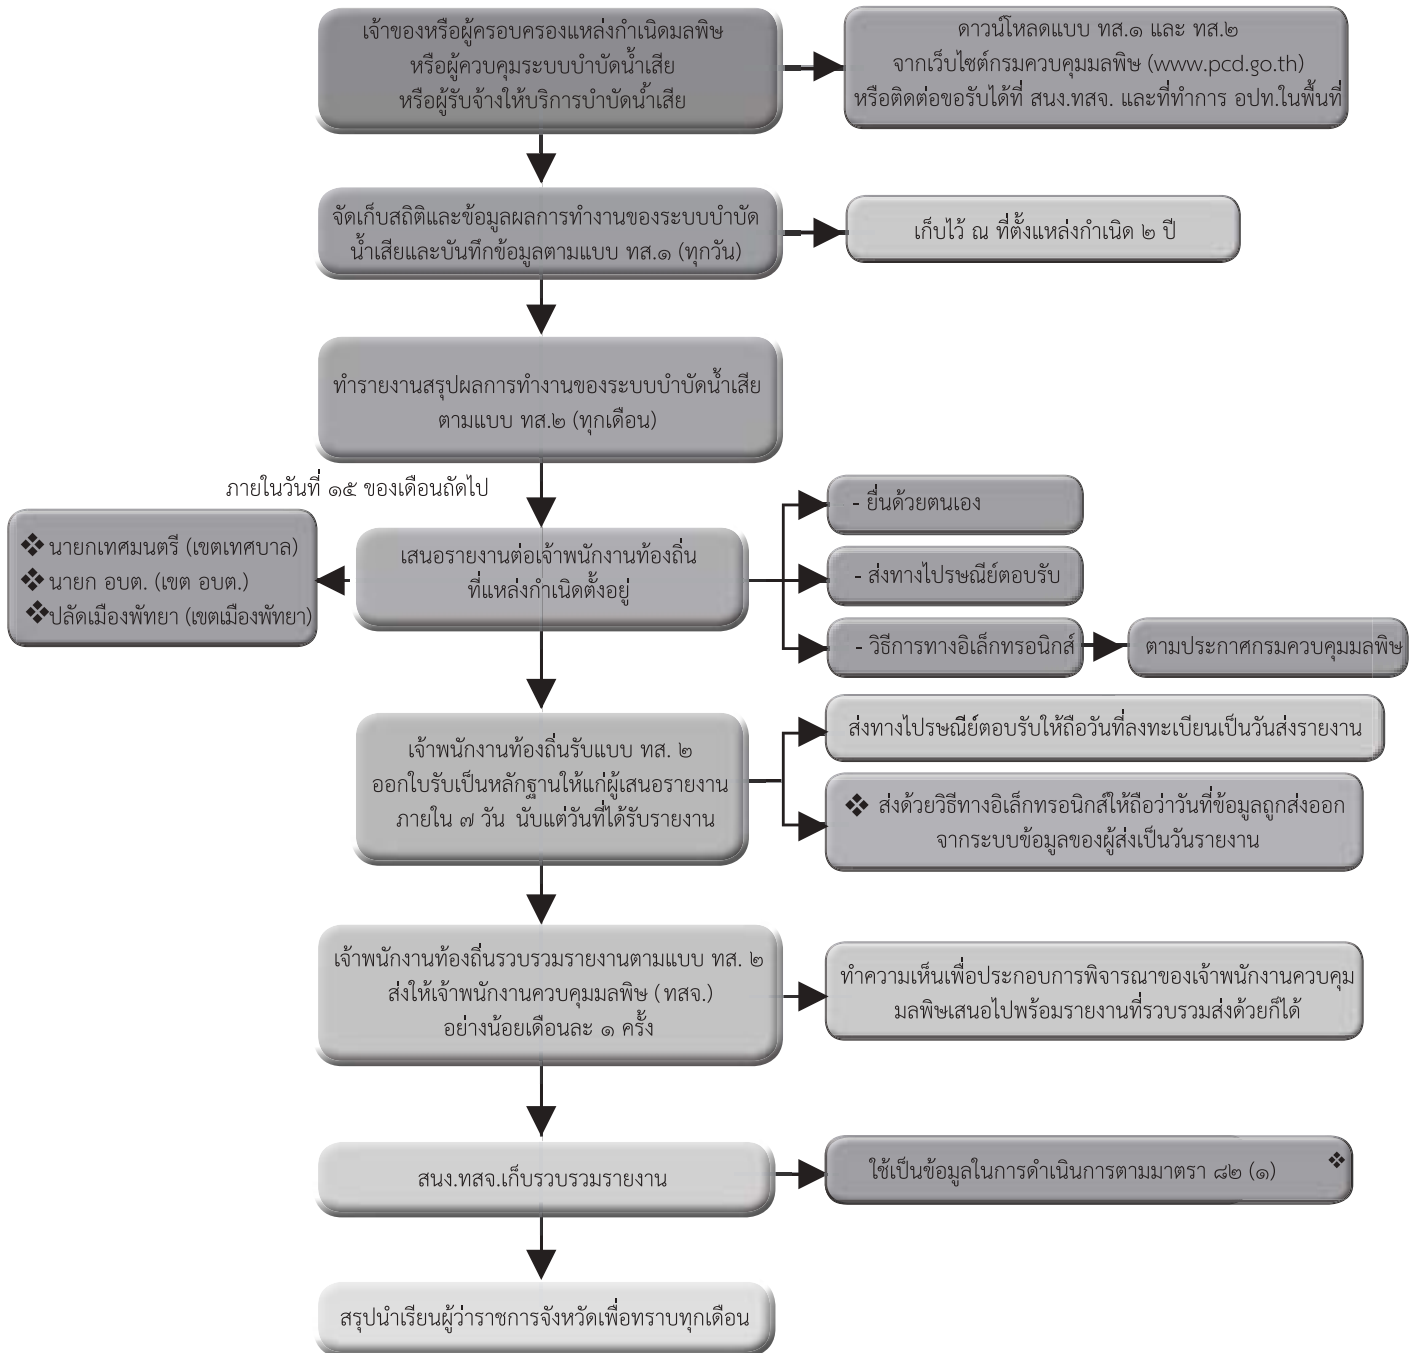 เจ้าของหรือผู้ครอบครองแหล่งกำเนิดมลพิษ
หรือผู้ควบคุมระบบบำบัดน้ำเสีย
หรือผู้รับจ้างให้บริการบำบัดน้ำเสีย
ดาวน์โหลดแบบ ทส.๑ และ ทส.๒
จากเว็บไซต์กรมควบคุมมลพิษ (www.pcd.go.th)
หรือติดต่อขอรับได้ที่ สนง.ทสจ. และที่ทำการ อปท.ในพื้นที่
จัดเก็บสถิติและข้อมูลผลการทำงานของระบบบำบัด
น้ำเสียและบันทึกข้อมูลตามแบบ ทส.๑ (ทุกวัน)
เก็บไว้ ณ ที่ตั้งแหล่งกำเนิด ๒ ปี
ทำรายงานสรุปผลการทำงานของระบบบำบัดน้ำเสีย
ตามแบบ ทส.๒ (ทุกเดือน)
ภายในวันที่ ๑๕ ของเดือนถัดไป
❖ นายกเทศมนตรี (เขตเทศบาล)
❖ นายก อบต. (เขต อบต.)
❖ปลัดเมืองพัทยา (เขตเมืองพัทยา)
เสนอรายงานต่อเจ้าพนักงานท้องถิ่น
ที่แหล่งกำเนิดตั้งอยู่
- ยื่นด้วยตนเอง
- ส่งทางไปรษณีย์ตอบรับ
- วิธีการทางอิเล็กทรอนิกส์
ตามประกาศกรมควบคุมมลพิษ
เจ้าพนักงานท้องถิ่นรับแบบ ทส. ๒
ออกใบรับเป็นหลักฐานให้แก่ผู้เสนอรายงาน
ภายใน ๗ วัน นับแต่วันที่ได้รับรายงาน
ส่งทางไปรษณีย์ตอบรับให้ถือวันที่ลงทะเบียนเป็นวันส่งรายงาน
❖ ส่งด้วยวิธีทางอิเล็กทรอนิกส์ให้ถือว่าวันที่ข้อมูลถูกส่งออก
จากระบบข้อมูลของผู้ส่งเป็นวันรายงาน
เจ้าพนักงานท้องถิ่นรวบรวมรายงานตามแบบ ทส. ๒
ส่งให้เจ้าพนักงานควบคุมมลพิษ (ทสจ.)
อย่างน้อยเดือนละ ๑ ครั้ง
ทำความเห็นเพื่อประกอบการพิจารณาของเจ้าพนักงานควบคุม
มลพิษเสนอไปพร้อมรายงานที่รวบรวมส่งด้วยก็ได้
สนง.ทสจ.เก็บรวบรวมรายงาน
ใช้เป็นข้อมูลในการดำเนินการตามมาตรา ๘๒ (๑) ❖
สรุปนำเรียนผู้ว่าราชการจังหวัดเพื่อทราบทุกเดือน